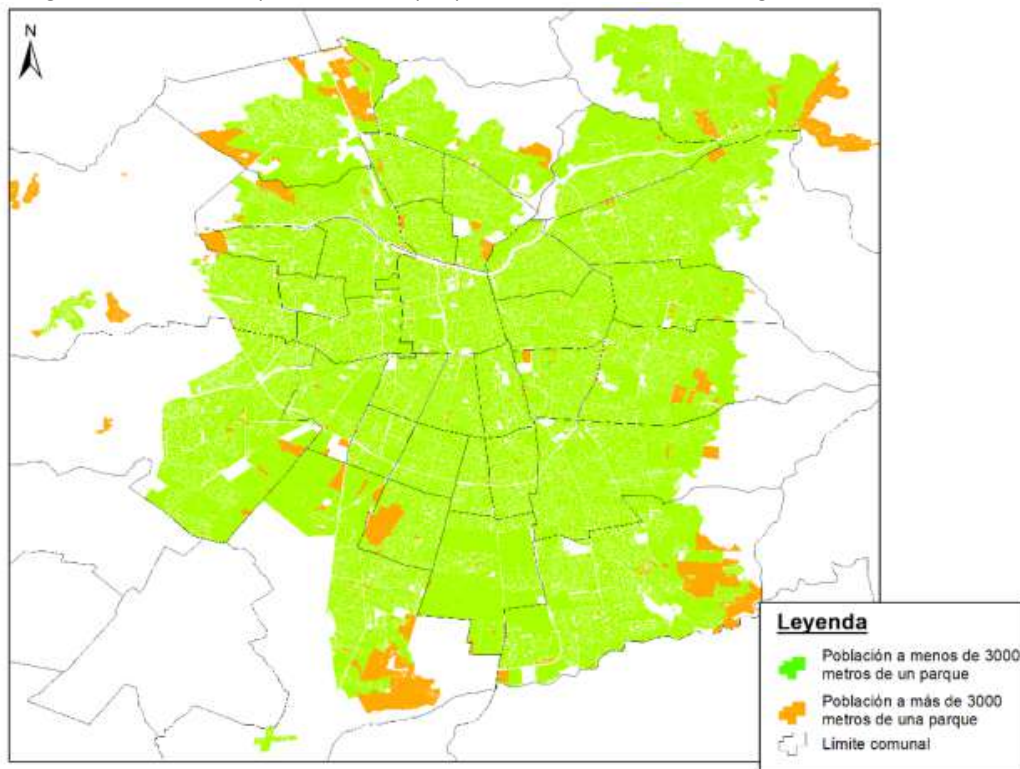 N
Leyenda
Población a menos de 3000
metros de un parque
Población a más de 3000
metros de una parque
Límite comunal